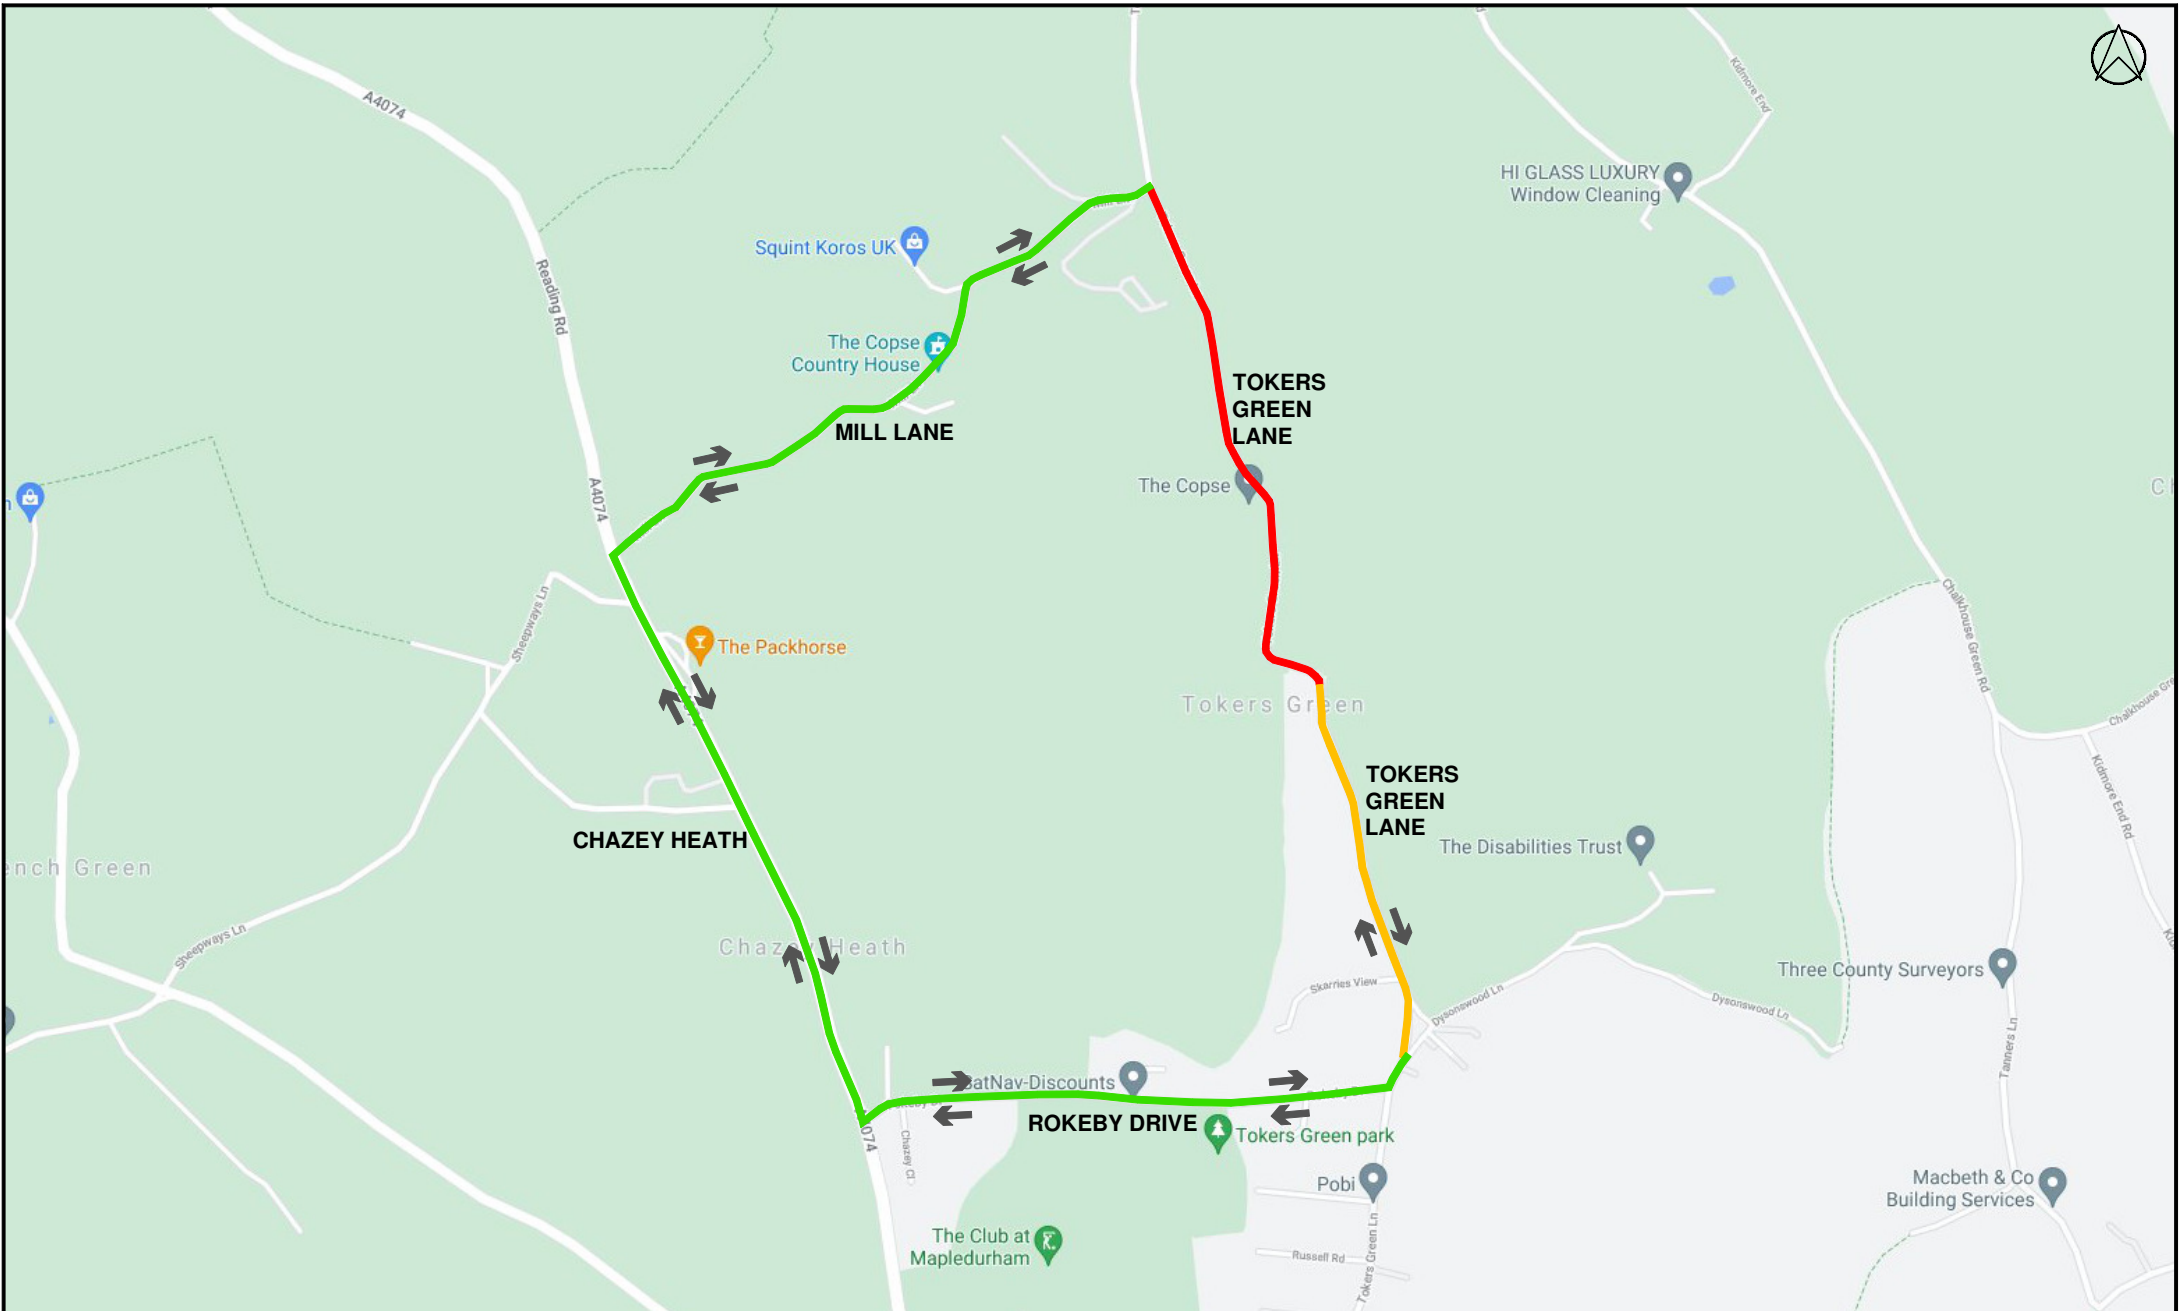 A4074
Kidmore End
HI GLASS LUXURY
Window Cleaning
Squint Koros UK
Reading Rd
The Copse
Country House
TOKERS
GREEN
LANE
MILL LANE
The Copse
A4074
Sheepways Ln
Chalkhouse Green Rd
The Packhorse
Tokers Green
Kidmore End Rd
TOKERS
GREEN
LANE
CHAZEY HEATH
The Disabilities Trust
ench Green
Sheepways Ln
Chazey Heath
Three County Surveyors
Skarries View
Dysonswood Ln
Dysonswood Ln
Tanners Ln
SatNav-Discounts
ROKEBY DRIVE
Tokers Green park
074
Chazey Cl
Pobi
Macbeth & Co
Building Services
The Club at
Mapledurham
Russell Rd
Tokers Green Ln